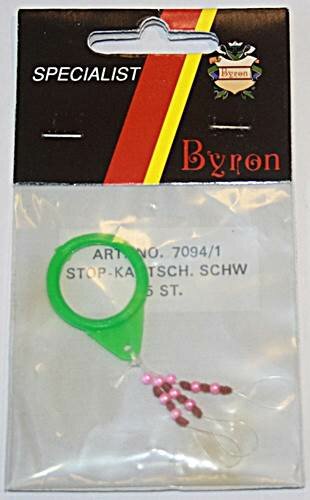 SPECIALIST
Byron
Byron
ART. NO. 7094/1
STOP-KAUTSCH. SCHW
5 ST.